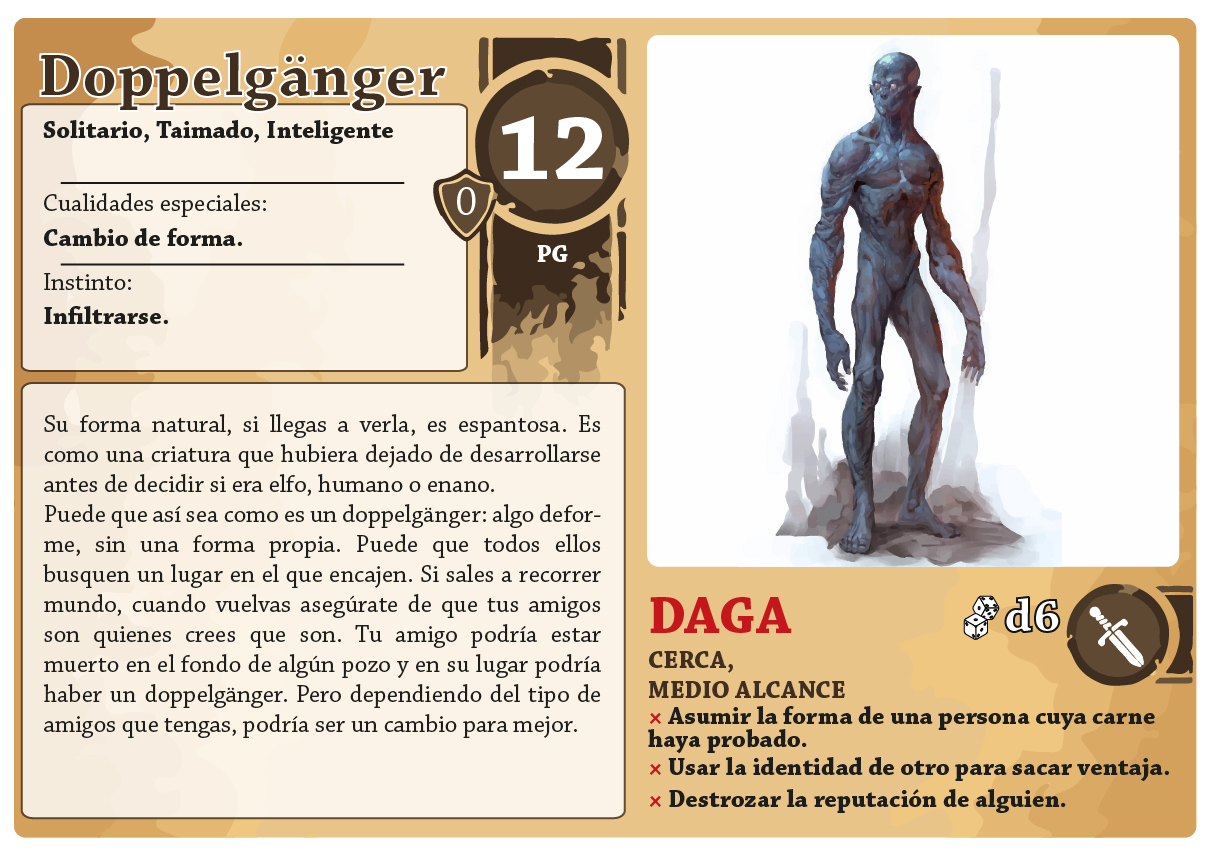 Doppelgänger
Solitario, Taimado, Inteligente
Cualidades especiales:
Cambio de forma.
Instinto:
Infiltrarse.
0
12
PG
Su forma natural, si llegas a verla, es espantosa. Es
como una criatura que hubiera dejado de desarrollarse
antes de decidir si era elfo, humano o enano.
Puede que así sea como es un doppelgänger: algo defor-
me, sin una forma propia. Puede que todos ellos
busquen un lugar en el que encajen. Si sales a recorrer
mundo, cuando vuelvas asegúrate de que tus amigos
son quienes crees que son. Tu amigo podría estar
muerto en el fondo de algún pozo y en su lugar podría
haber un doppelgänger. Pero dependiendo del tipo de
amigos que tengas, podría ser un cambio para mejor.
DAGA
d6
CERCA,
MEDIO ALCANCE
× Asumir la forma de una persona cuya carne
haya probado.
× Usar la identidad de otro para sacar ventaja.
× Destrozar la reputación de alguien.